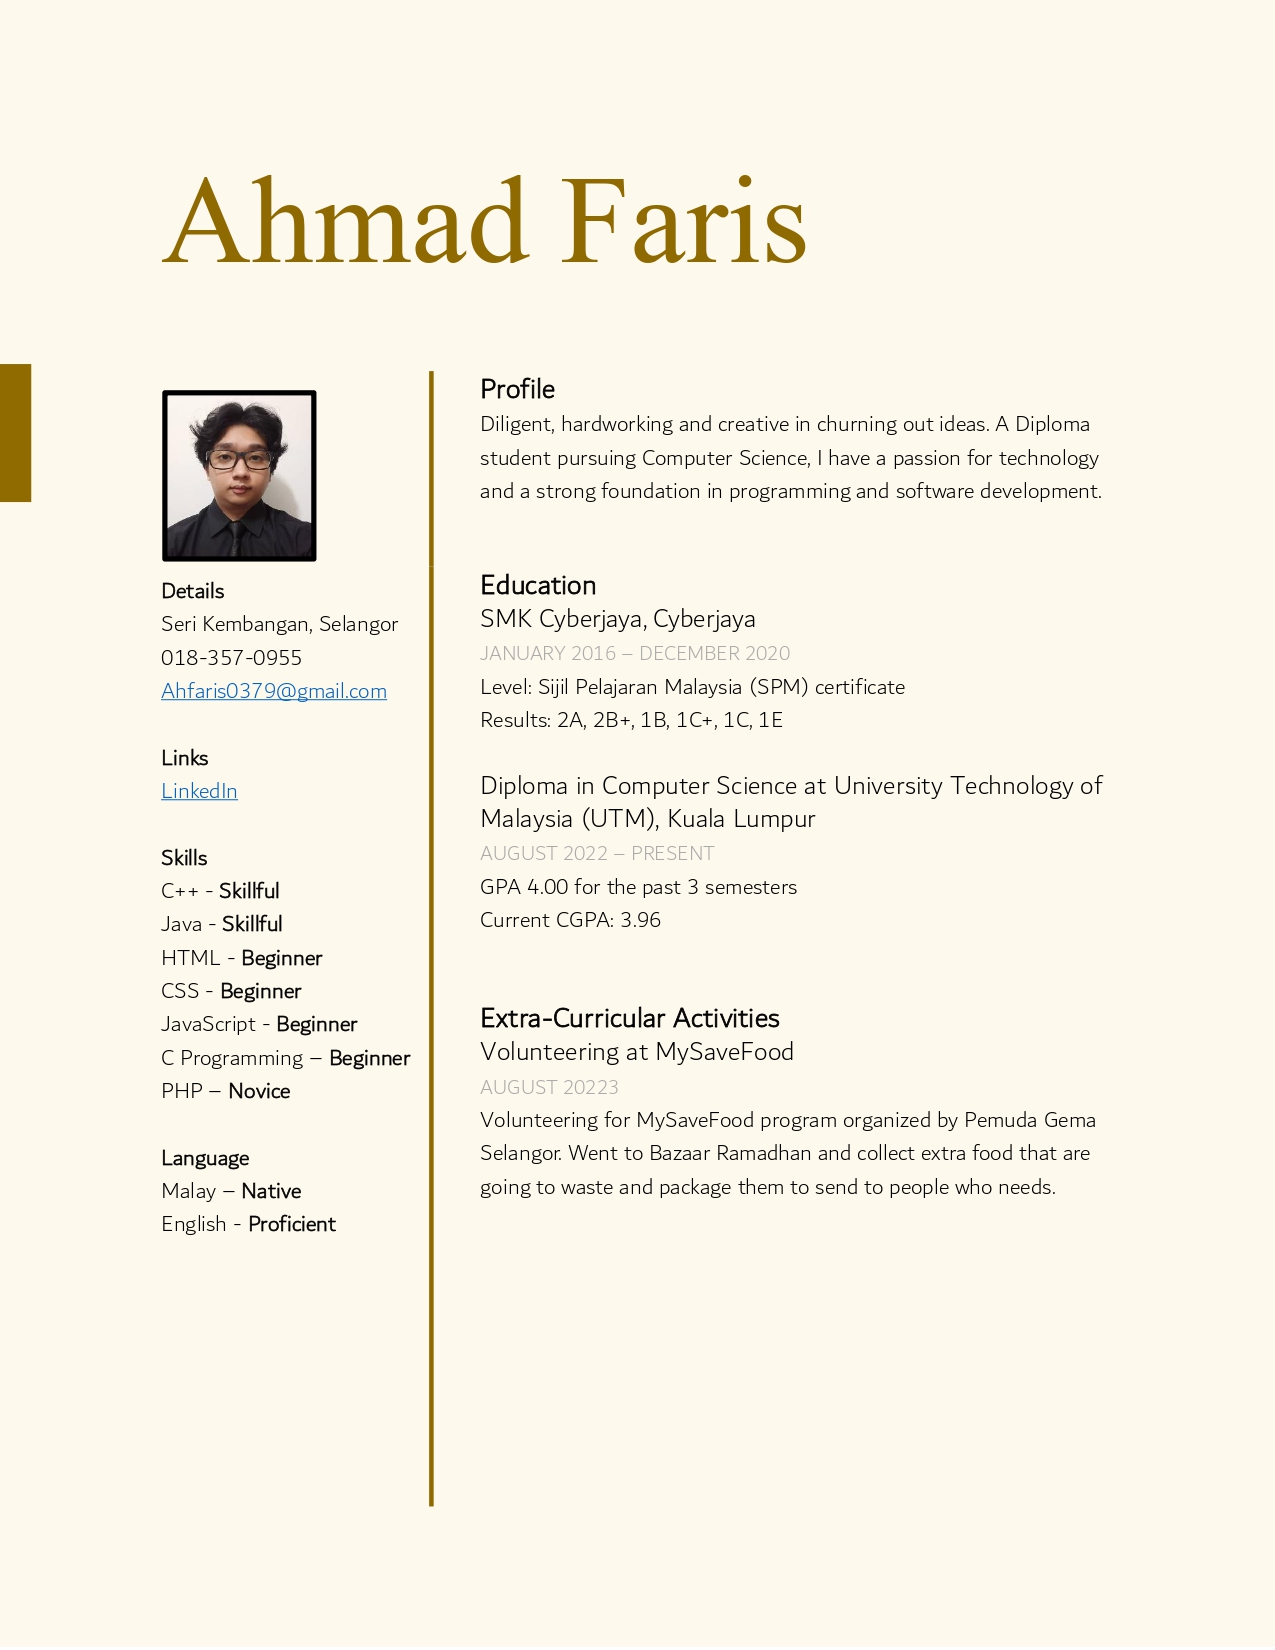 Ahmad Faris
Details
Seri Kembangan, Selangor
018-357-0955
Ahfaris0379@gmail.com
Links
LinkedIn
Skills
C++ - Skillful
Java - Skillful
HTML - Beginner
CSS - Beginner
JavaScript - Beginner
C Programming – Beginner
PHP – Novice
Language
Malay – Native
English - Proficient
Profile
Diligent, hardworking and creative in churning out ideas. A Diploma
student pursuing Computer Science, I have a passion for technology
and a strong foundation in programming and software development.
Education
SMK Cyberjaya, Cyberjaya
JANUARY 2016 – DECEMBER 2020
Level: Sijil Pelajaran Malaysia (SPM) certificate
Results: 2A, 2B+, 1B, 1C+, 1C, 1E
Diploma in Computer Science at University Technology of
Malaysia (UTM), Kuala Lumpur
AUGUST 2022 – PRESENT
GPA 4.00 for the past 3 semesters
Current CGPA: 3.96
Extra-Curricular Activities
Volunteering at MySaveFood
AUGUST 20223
Volunteering for MySaveFood program organized by Pemuda Gema
Selangor. Went to Bazaar Ramadhan and collect extra food that are
going to waste and package them to send to people who needs.